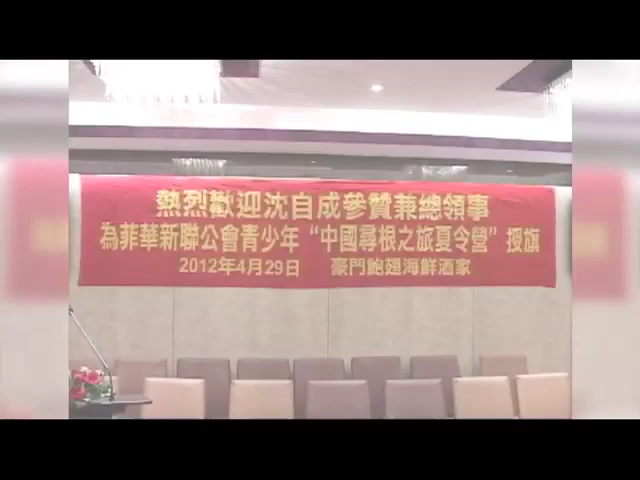 熱烈歡迎沈自成參贊兼總領事
為菲華新聯公會青少年“中國尋根之旅夏令營”授旗
2012年4月29日 豪門鮑翅海鮮酒家